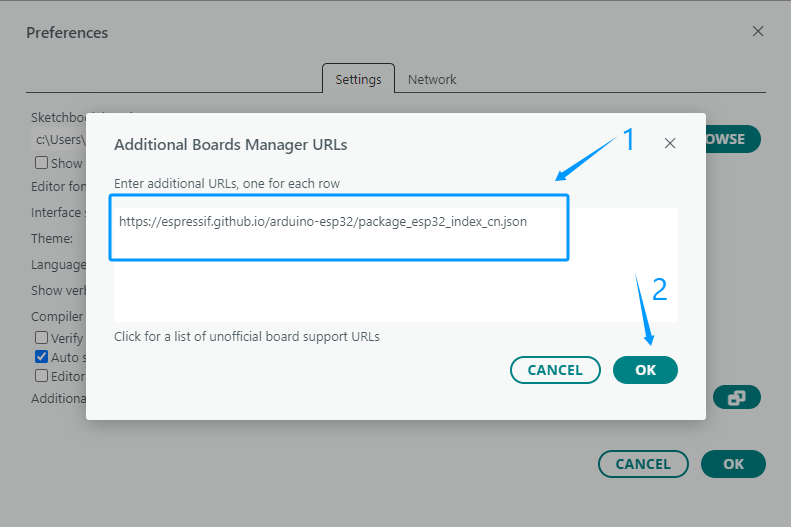 Preferences
Settings Network
Sketchbook
c:\Users\
OWSE
Show
Editor fon
Interface s
Theme:
Language
Show verb
Compiler
Verify
Auto s
Editor
Additiona
Additional Boards Manager URLs
1
Enter additional URLs, one for each row
https://espressif.github.io/arduino-esp32/package_esp32_index_cn.json
2
Click for a list of unofficial board support URLs
CANCEL OK
CANCEL OK